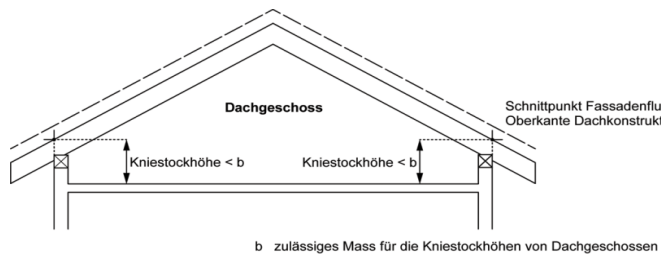 Dachgeschoss
Schnittpunkt Fassadenflu
Oberkante Dachkonstrukt
Kniestockhöhe < b
Kniestockhöhe < b
b zulässiges Mass für die Kniestockhöhen von Dachgeschossen